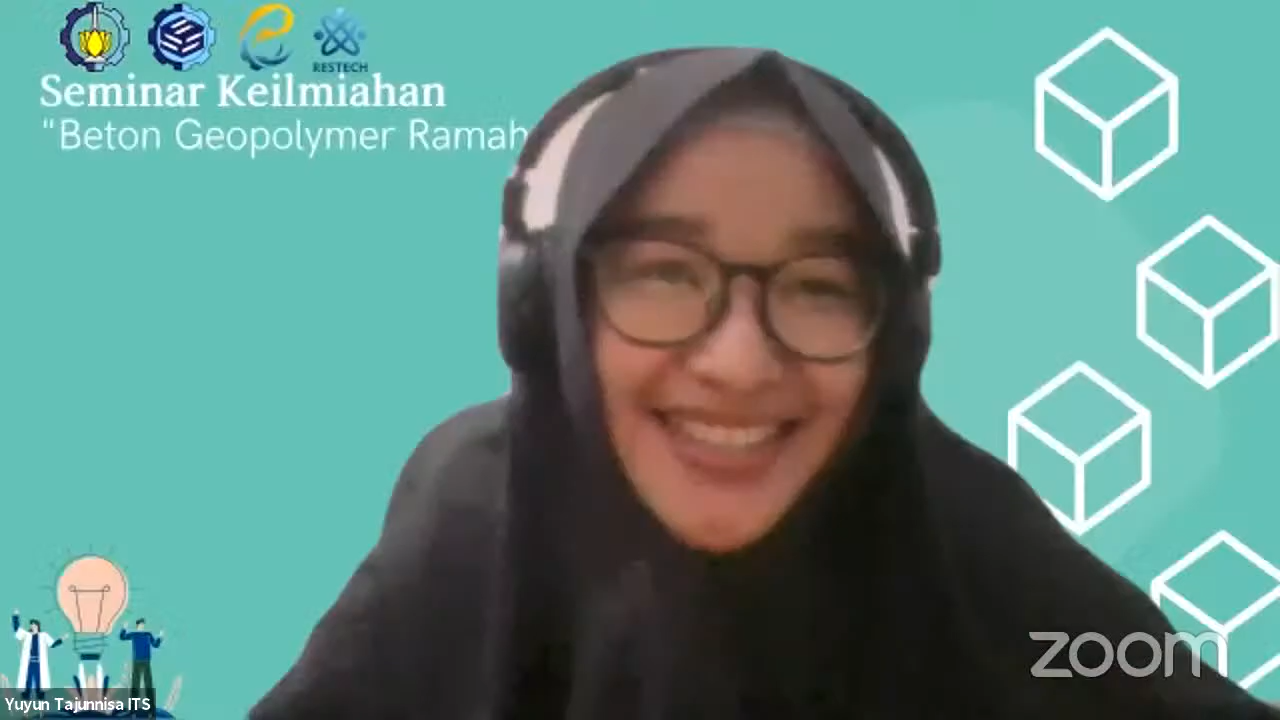 RESTECH
Seminar Keilmiahan
"Beton Geopolymer Ramah
zoom
Yuyun Tajunnisa ITS